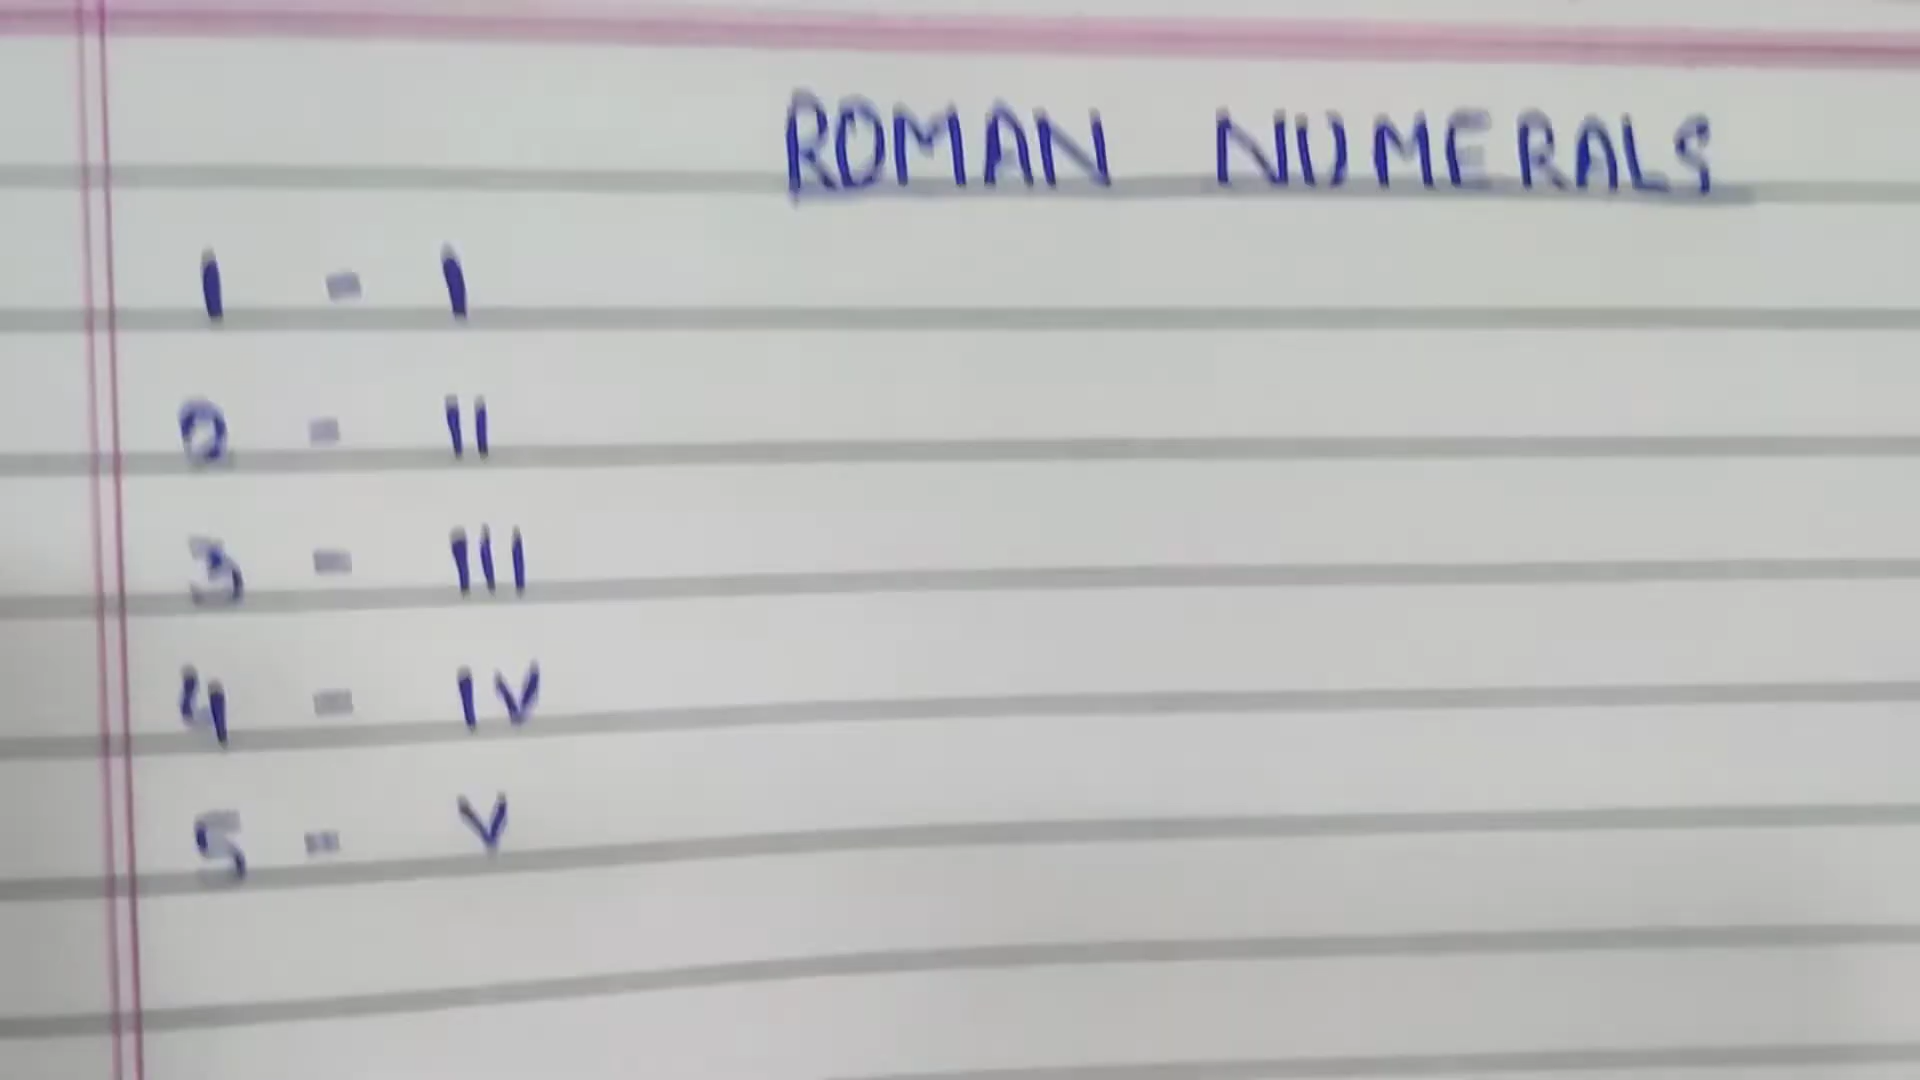 ROMAN NUMERALS
1 - I
2 - II
3 - III
4 - IV
5 - V